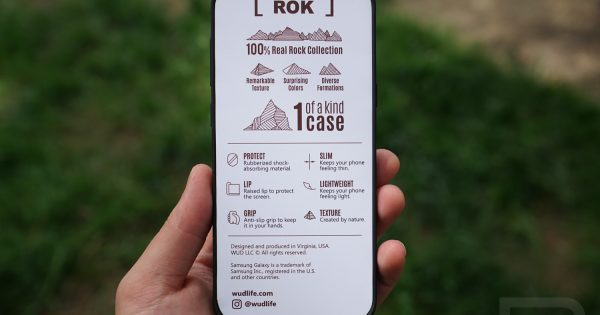 [ ROK ]
100% Real Rock Collection
Remarkable Texture
Surprising Colors
Diverse Formations
1 of a kind case
PROTECT
Rubberized shock-
absorbing material.
SLIM
Keeps your phone
feeling thin.
LIP
Raised lip to protect
the screen.
LIGHTWEIGHT
Keeps your phone
feeling light.
GRIP
Anti-slip grip to keep
it in your hands.
TEXTURE
Created by nature.
Designed and produced in Virginia, USA.
WUD LLC © All rights reserved.
Samsung Galaxy is a trademark of
Samsung Inc., registered in the U.S.
and other countries.
wudlife.com
@wudlife